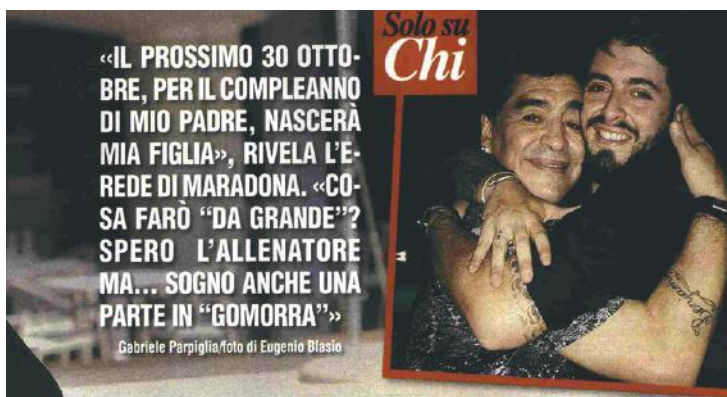 «IL PROSSIMO 30 OTTO-
BRE, PER IL COMPLEANNO
DI MIO PADRE, NASCERÀ
MIA FIGLIA», RIVELA L'E-
REDE DI MARADONA. «CO-
SA FARÒ “DA GRANDE”?
SPERO L'ALLENATORE
MA... SOGNO ANCHE UNA
PARTE IN “GOMORRA”»
Gabriele Parpiglia/foto di Eugenio Blasio
Solo su
Chi